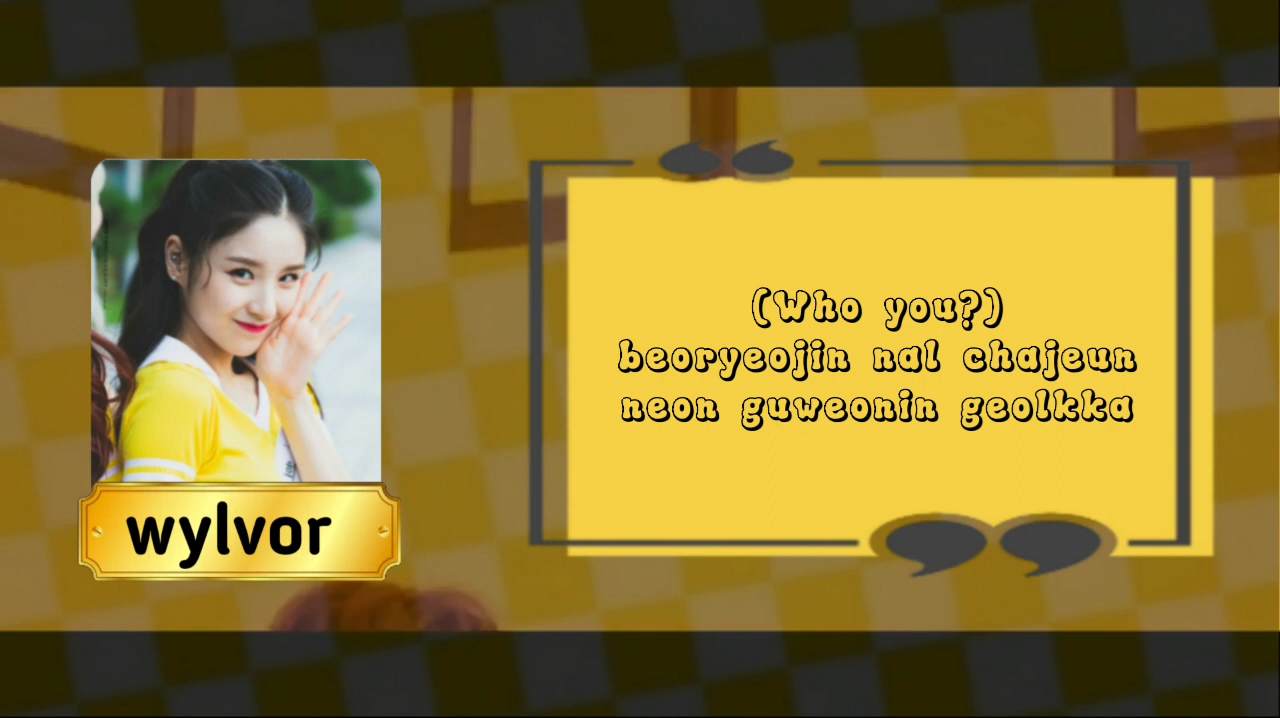 wylvor
(Who you?)
beoryeojin nal chajeun
neon guweonin geolkka